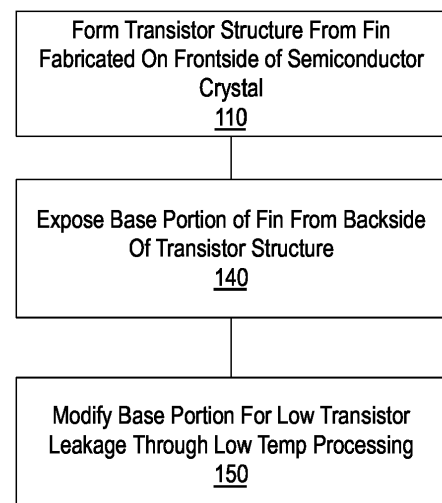 Form Transistor Structure From Fin
Fabricated On Frontside of Semiconductor
Crystal
110
Expose Base Portion of Fin From Backside
Of Transistor Structure
140
Modify Base Portion For Low Transistor
Leakage Through Low Temp Processing
150